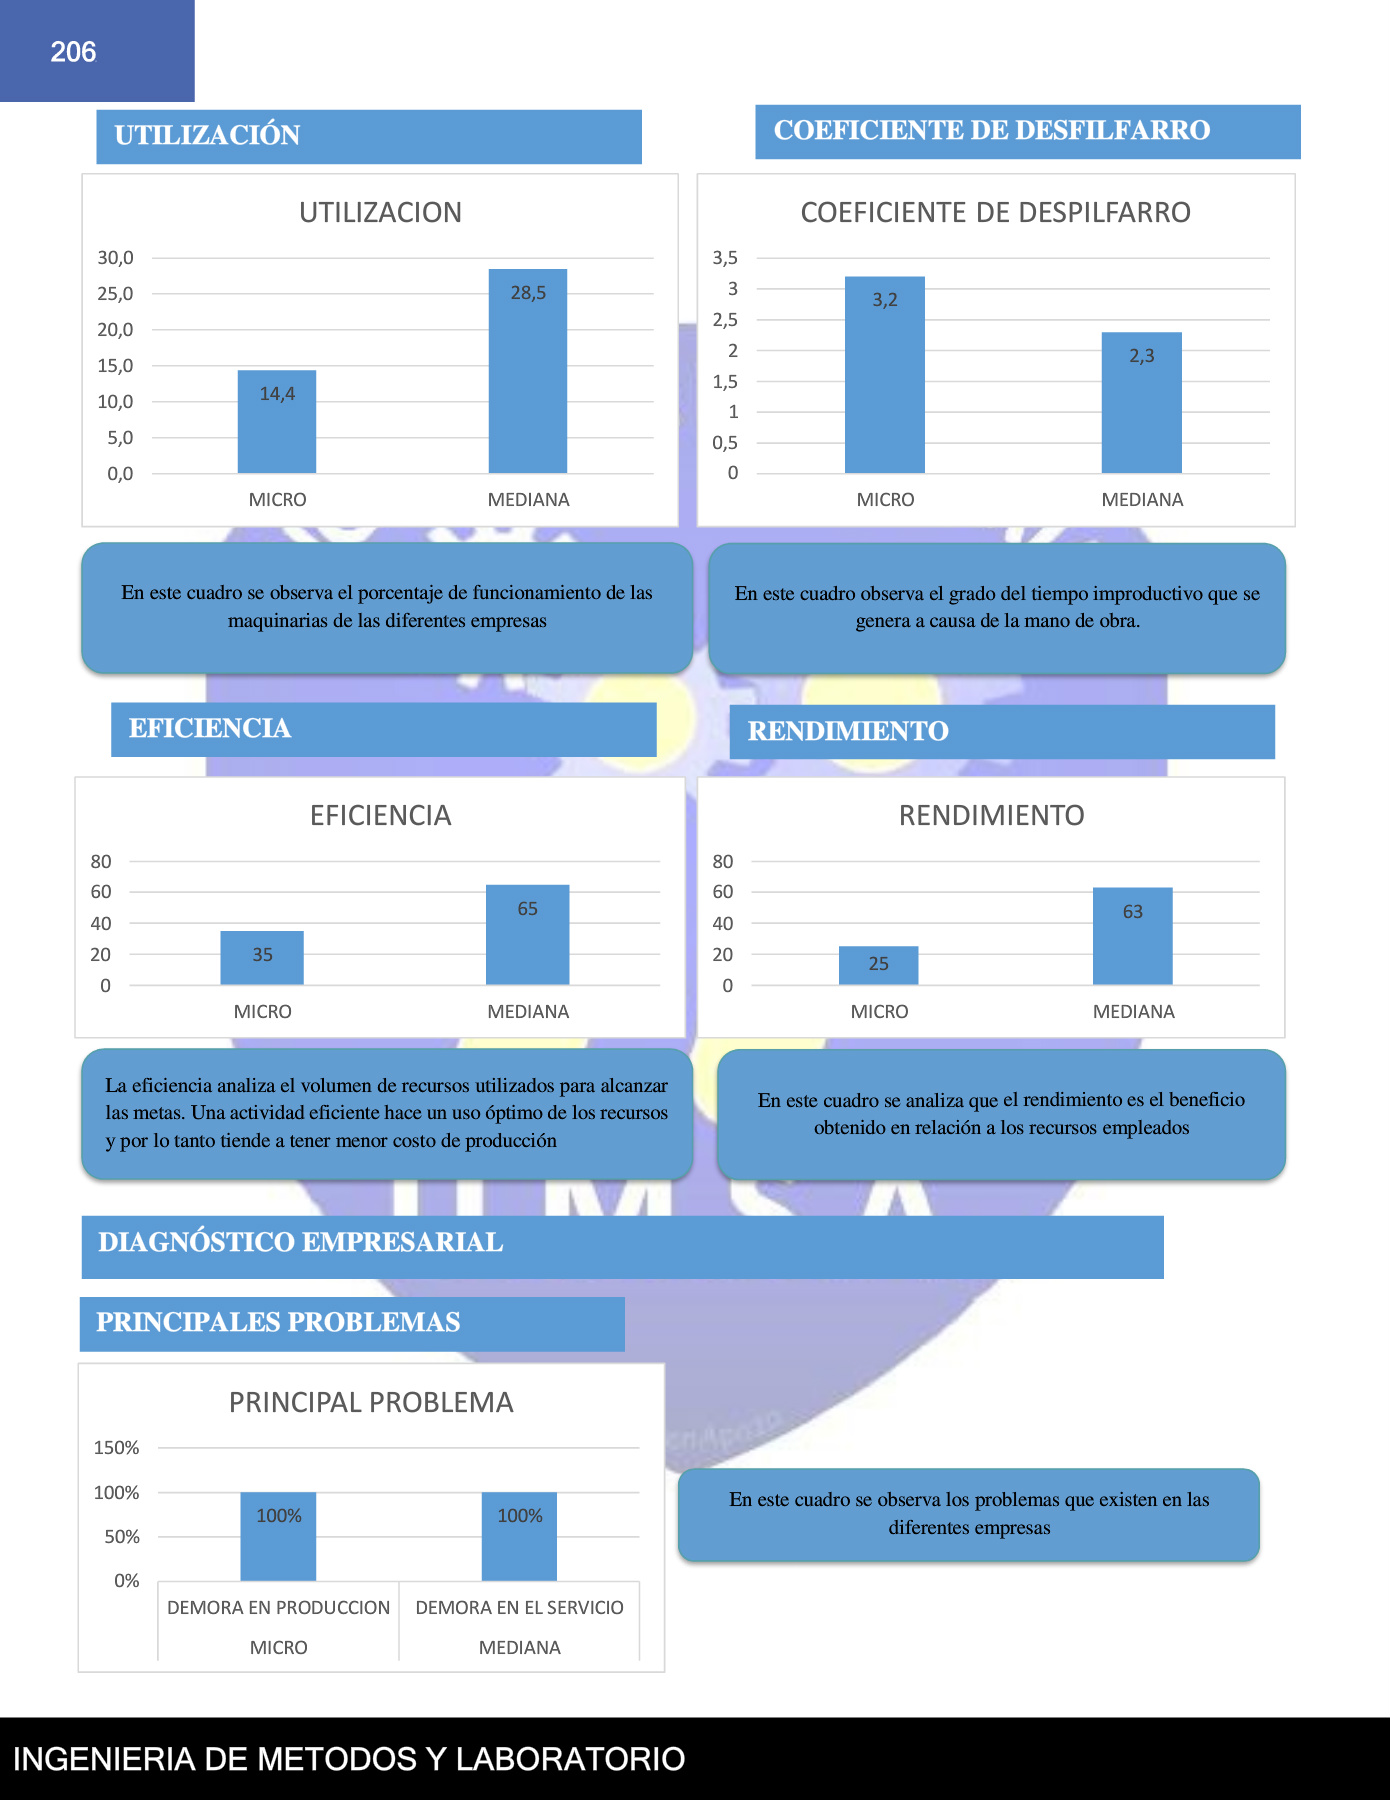 206
UTILIZACIÓN
COEFICIENTE DE DESFILFARRO
UTILIZACION
30,0
25,0
20,0
15,0
10,0
5,0
0,0
14,4
28,5
MICRO
MEDIANA
COEFICIENTE DE DESPILFARRO
3,5
3
2,5
2
1,5
1
0,5
0
3,2
2,3
MICRO
MEDIANA
En este cuadro se observa el porcentaje de funcionamiento de las
maquinarias de las diferentes empresas
En este cuadro observa el grado del tiempo improductivo que se
genera a causa de la mano de obra.
EFICIENCIA
RENDIMIENTO
EFICIENCIA
80
60
40
20
0
35
65
MICRO
MEDIANA
RENDIMIENTO
80
60
40
20
0
25
63
MICRO
MEDIANA
La eficiencia analiza el volumen de recursos utilizados para alcanzar
las metas. Una actividad eficiente hace un uso óptimo de los recursos
y por lo tanto tiende a tener menor costo de producción
En este cuadro se analiza que el rendimiento es el beneficio
obtenido en relación a los recursos empleados
DIAGNÓSTICO EMPRESARIAL
PRINCIPALES PROBLEMAS
PRINCIPAL PROBLEMA
150%
100%
50%
0%
100%
100%
DEMORA EN PRODUCCION
DEMORA EN EL SERVICIO
MICRO
MEDIANA
En este cuadro se observa los problemas que existen en las
diferentes empresas
INGENIERIA DE METODOS Y LABORATORIO